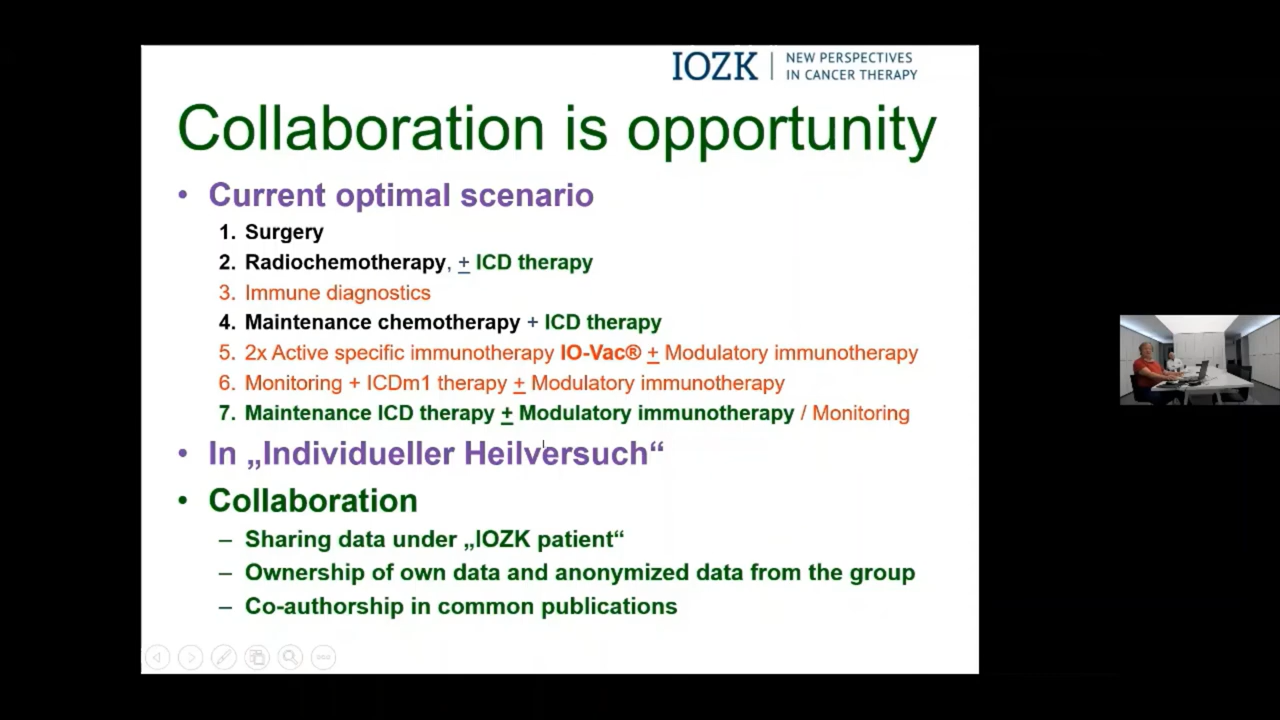 IOZK
NEW PERSPECTIVES
IN CANCER THERAPY
Collaboration is opportunity
• Current optimal scenario
1. Surgery
2. Radiochemotherapy, ± ICD therapy
3. Immune diagnostics
4. Maintenance chemotherapy + ICD therapy
5. 2x Active specific immunotherapy IO-Vac® ± Modulatory immunotherapy
6. Monitoring + ICDm1 therapy ± Modulatory immunotherapy
7. Maintenance ICD therapy ± Modulatory immunotherapy / Monitoring
• In „Individueller Heilversuch“
• Collaboration
– Sharing data under „IOZK patient“
– Ownership of own data and anonymized data from the group
– Co-authorship in common publications